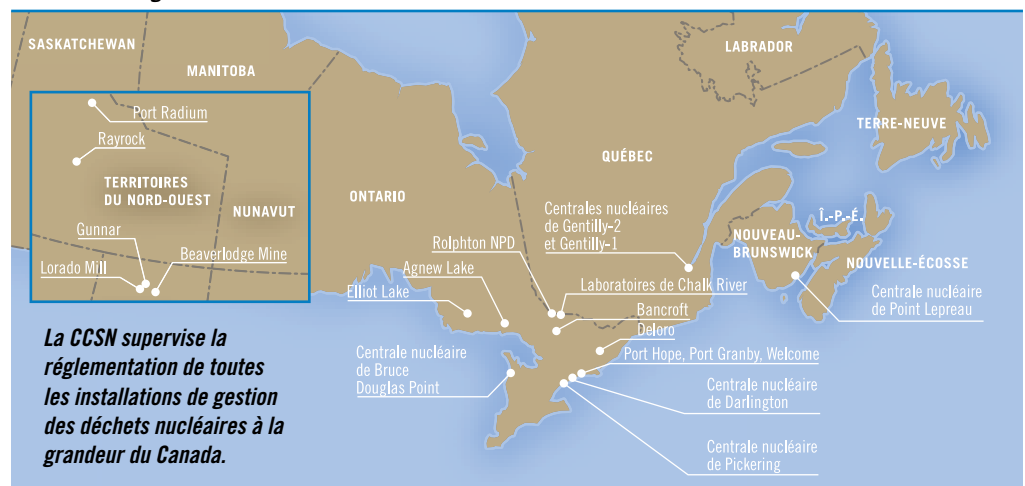 SASKATCHEWAN
MANITOBA
LABRADOR
TERRE-NEUVE
QUÉBEC
ONTARIO
Î.-P.-É.
NOUVEAU-
BRUNSWICK
NOUVELLE-ÉCOSSE
Port Radium
Rayrock
TERRITOIRES
DU NORD-OUEST
NUNAVUT
Gunnar
Lorado Mill
Beaverlodge Mine
Centrales nucléaires
de Gentilly-2
et Gentilly-1
Rolphton NPD
Agnew Lake
Elliot Lake
Laboratoires de Chalk River
Bancroft
Deloro
Port Hope, Port Granby, Welcome
Centrale nucléaire
de Point Lepreau
Centrale nucléaire
de Bruce
Douglas Point
Centrale nucléaire
de Darlington
Centrale nucléaire
de Pickering
La CCSN supervise la
réglementation de toutes
les installations de gestion
des déchets nucléaires à la
grandeur du Canada.